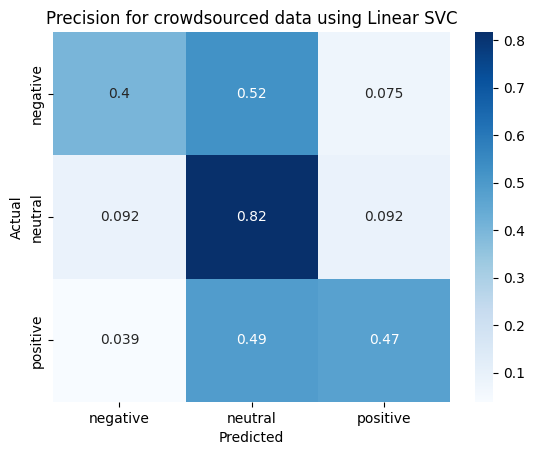 Precision for crowdsourced data using Linear SVC
negative
neutral
positive
Actual
0.4 0.52 0.075
0.092 0.82 0.092
0.039 0.49 0.47
negative neutral positive
Predicted
0.8
0.7
0.6
0.5
0.4
0.3
0.2
0.1